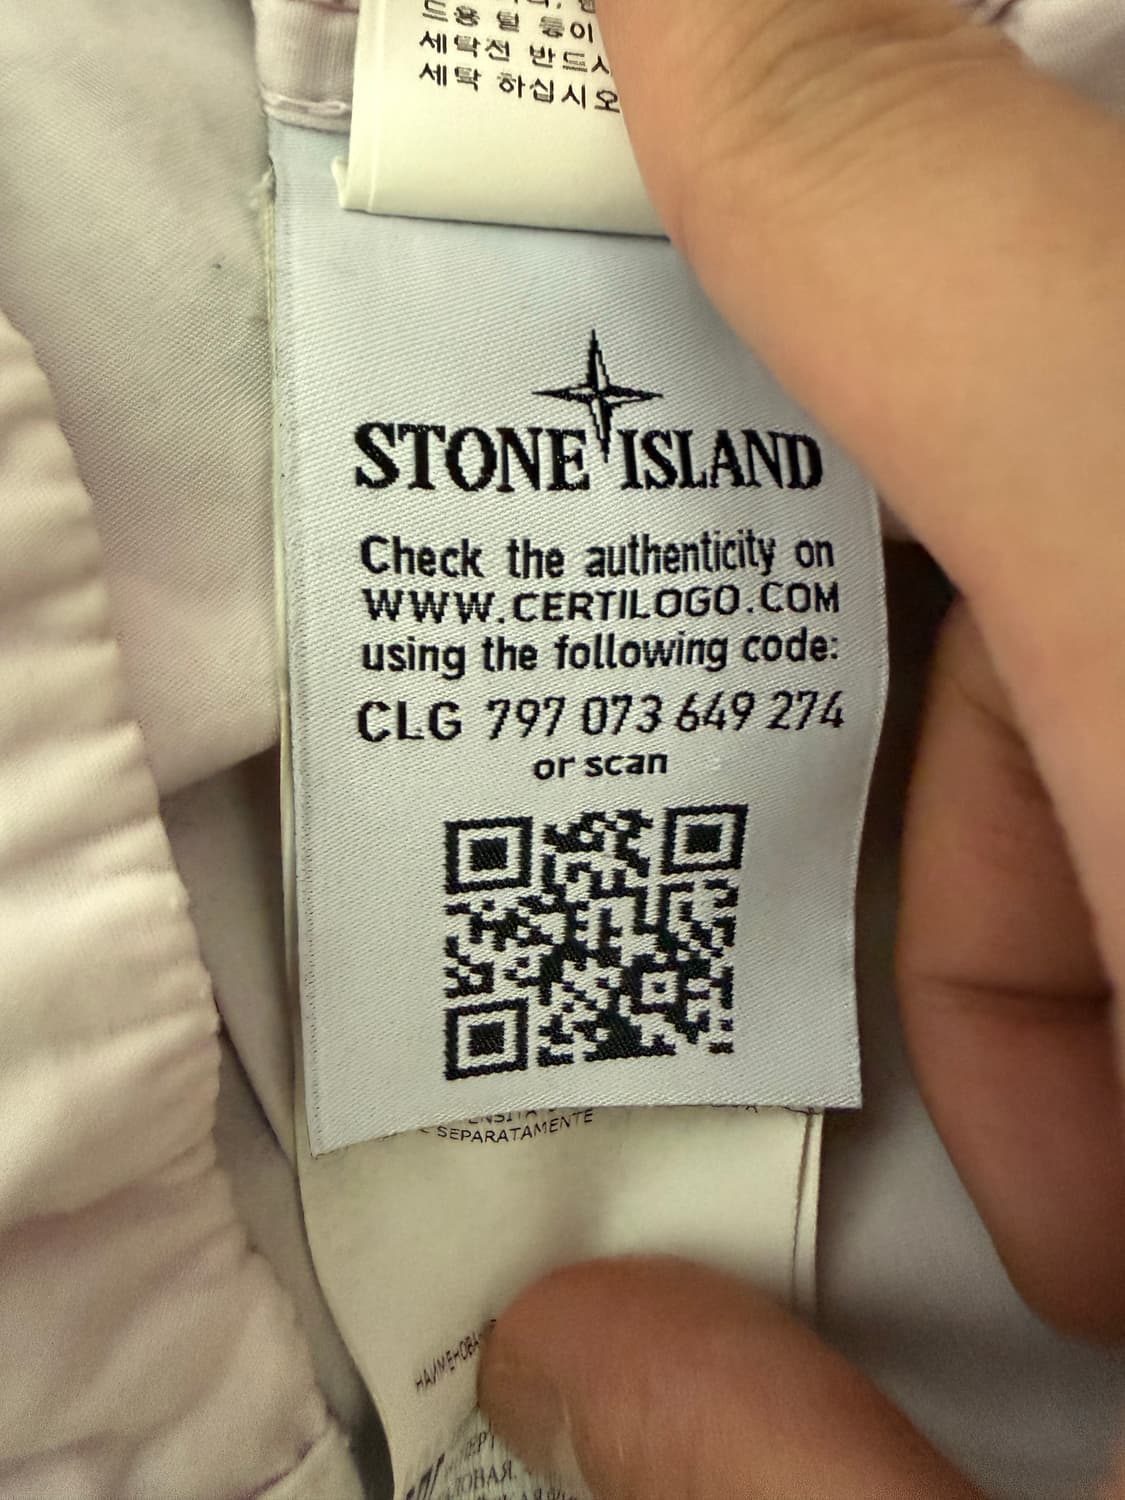 드용 될 등이
세탁전 반드시
세탁 하십시오
STONE ISLAND
Check the authenticity on
WWW.CERTILOGO.COM
using the following code:
CLG 797 073 649 274
or scan
SEPARATAMENTE